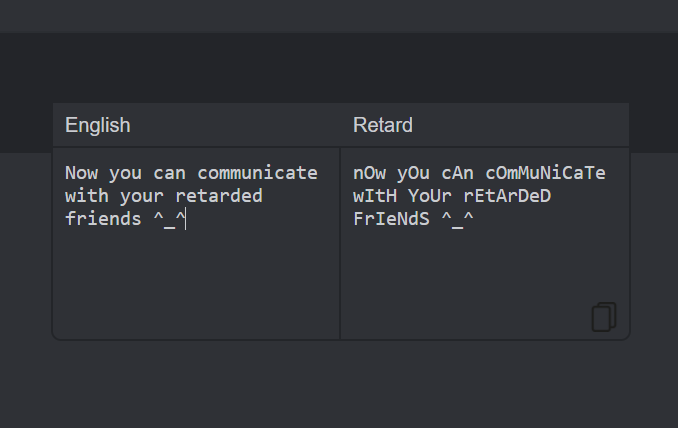 English
Retard
Now you can communicate
with your retarded
friends ^_^
nOw yOu cAn cOmMuNiCaTe
wItH YoUr rEtArDeD
FrIeNdS ^_^